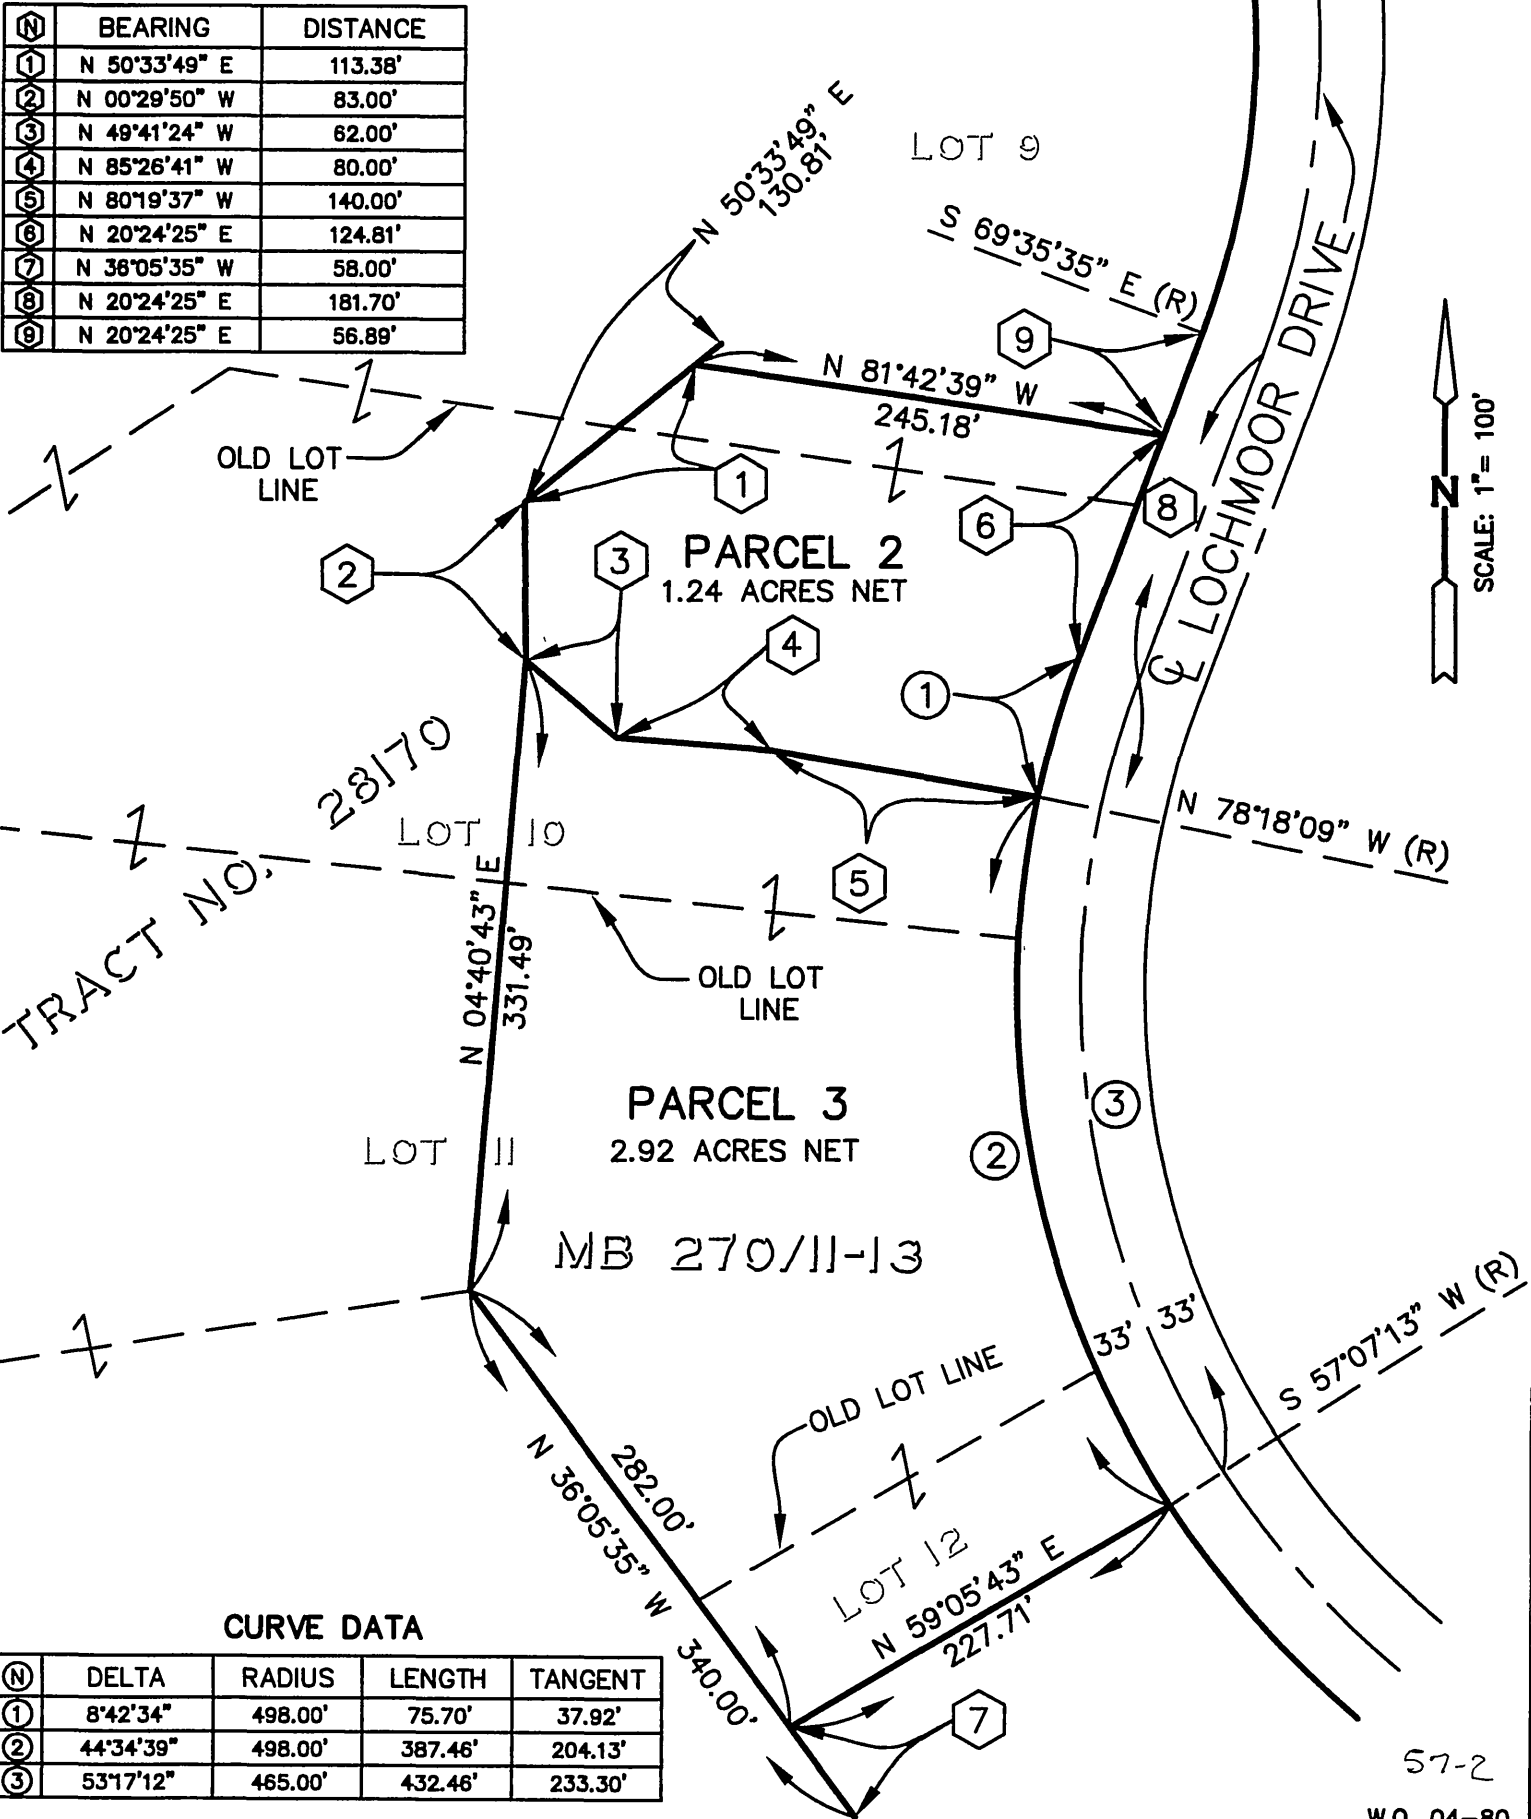 N BEARING DISTANCE
1 N 50°33'49" E 113.38'
2 N 00°29'50" W 83.00'
3 N 49°41'24" W 62.00'
4 N 85°26'41" W 80.00'
5 N 80°19'37" W 140.00'
6 N 20°24'25" E 124.81'
7 N 36°05'35" W 58.00'
8 N 20°24'25" E 181.70'
9 N 20°24'25" E 56.89'
N 50°33'49" E
130.81'
LOT 9
S 69°35'35" E (R)
9
N 81°42'39" W
245.18'
OLD LOT
LINE
1
8
6
2
3
PARCEL 2
1.24 ACRES NET
4
1
℄ LOCHMOOR DRIVE
N
SCALE: 1"= 100'
N 78°18'09" W (R)
5
TRACT NO. 28170
LOT 10
N 04°40'43" E
331.49'
OLD LOT
LINE
PARCEL 3
2.92 ACRES NET
3
2
LOT 11
MB 270/11-13
33' 33'
S 57°07'13" W (R)
OLD LOT LINE
282.00'
N 36°05'35" W 340.00'
LOT 12
N 59°05'43" E
227.71'
7
CURVE DATA
N DELTA RADIUS LENGTH TANGENT
1 8°42'34" 498.00' 75.70' 37.92'
2 44°34'39" 498.00' 387.46' 204.13'
3 53°17'12" 465.00' 432.46' 233.30'
57-2
W.O. 04-80